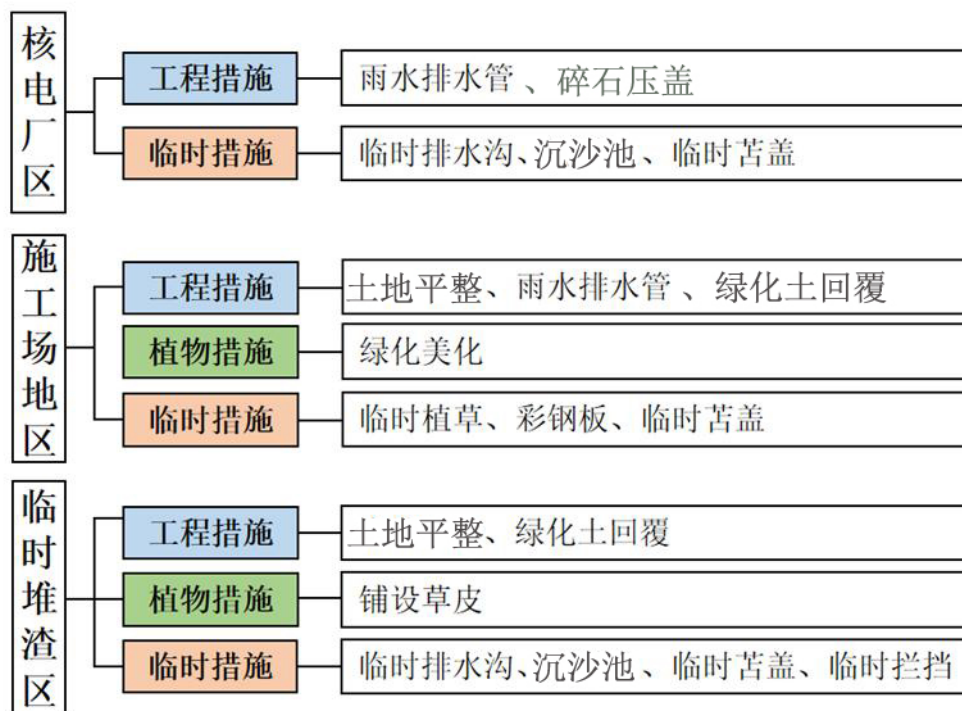 核电厂区
工程措施
雨水排水管、碎石压盖
临时措施
临时排水沟、沉沙池、临时苫盖
施工场地区
工程措施
土地平整、雨水排水管、绿化土回覆
植物措施
绿化美化
临时措施
临时植草、彩钢板、临时苫盖
临时堆渣区
工程措施
土地平整、绿化土回覆
植物措施
铺设草皮
临时措施
临时排水沟、沉沙池、临时苫盖、临时拦挡